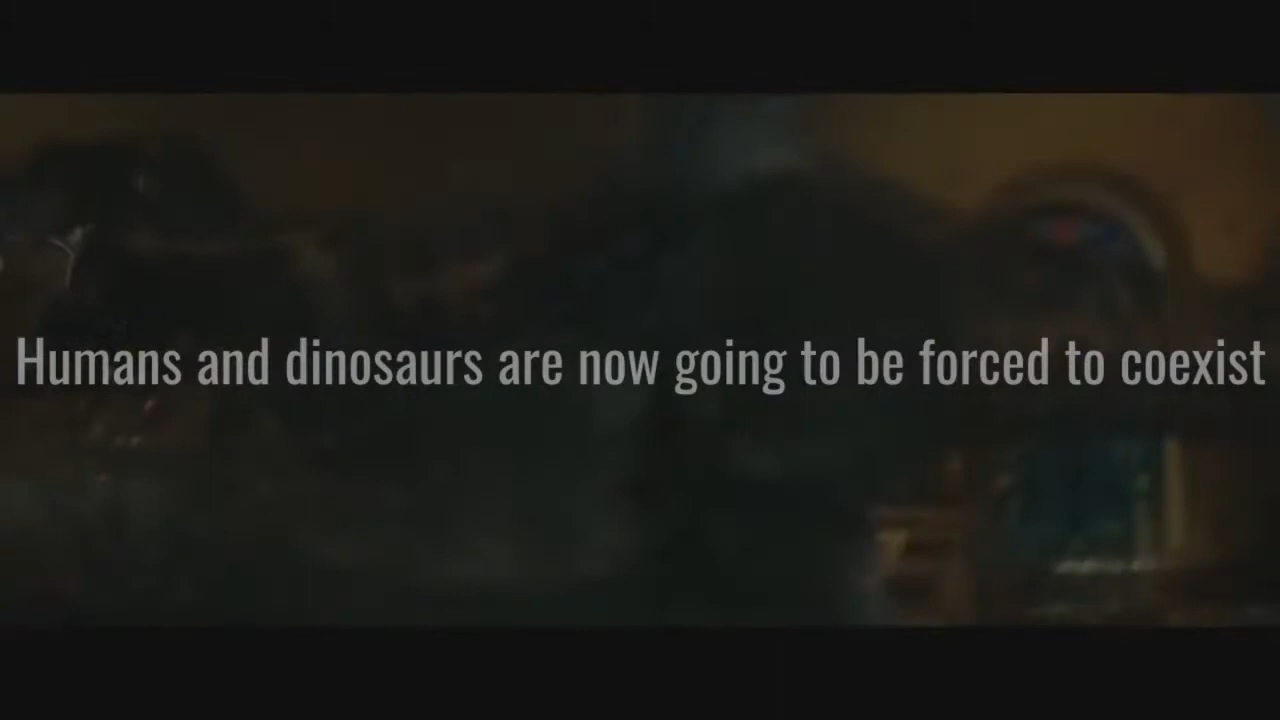 Humans and dinosaurs are now going to be forced to coexist